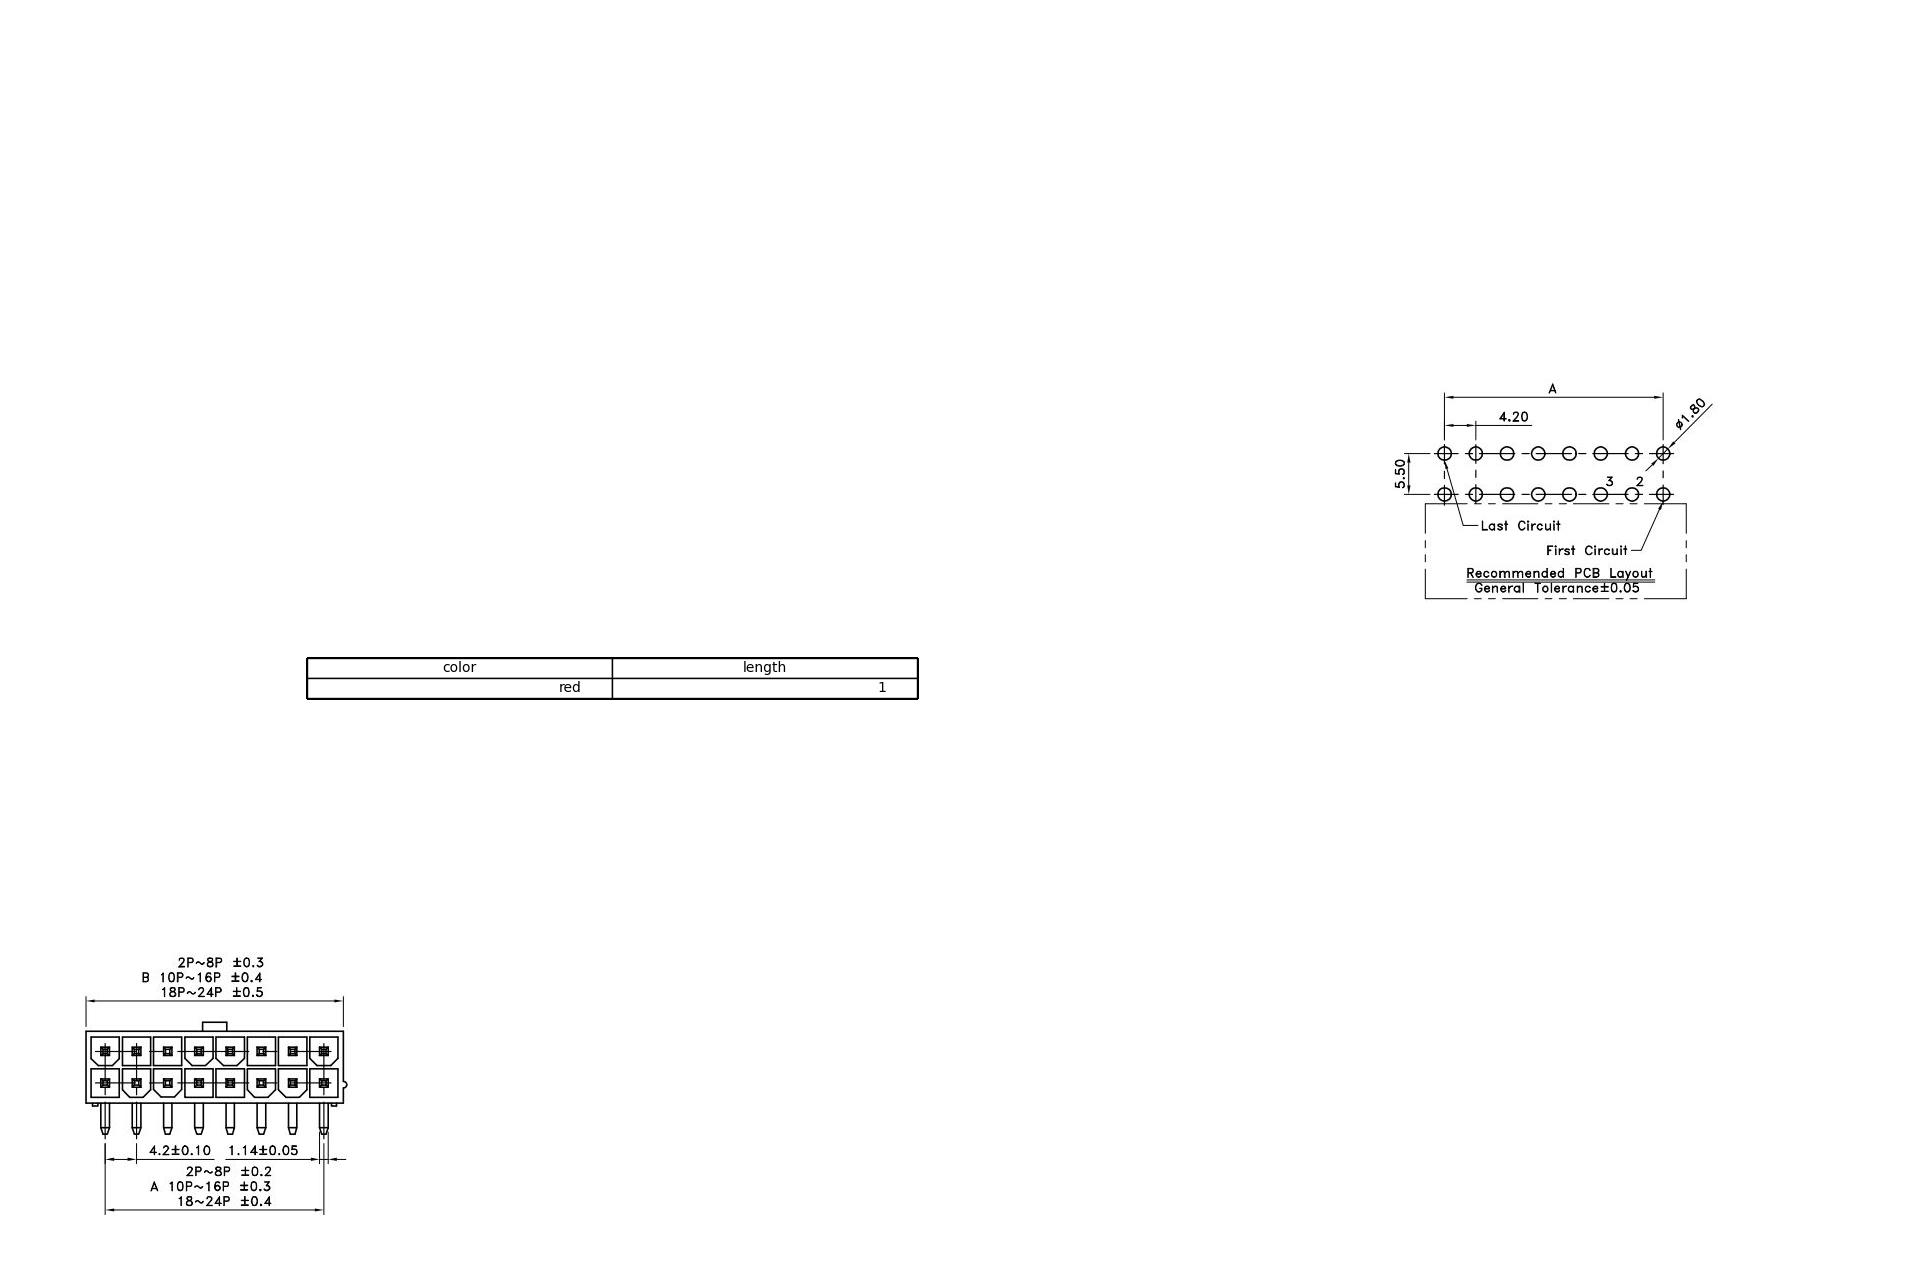 A
4.20
ø1.80
5.50
3 2
Last Circuit
First Circuit
Recommended PCB Layout
General Tolerance±0.05
color length
red 1
2P~8P ±0.3
B 10P~16P ±0.4
18P~24P ±0.5
4.2±0.10 1.14±0.05
2P~8P ±0.2
A 10P~16P ±0.3
18~24P ±0.4